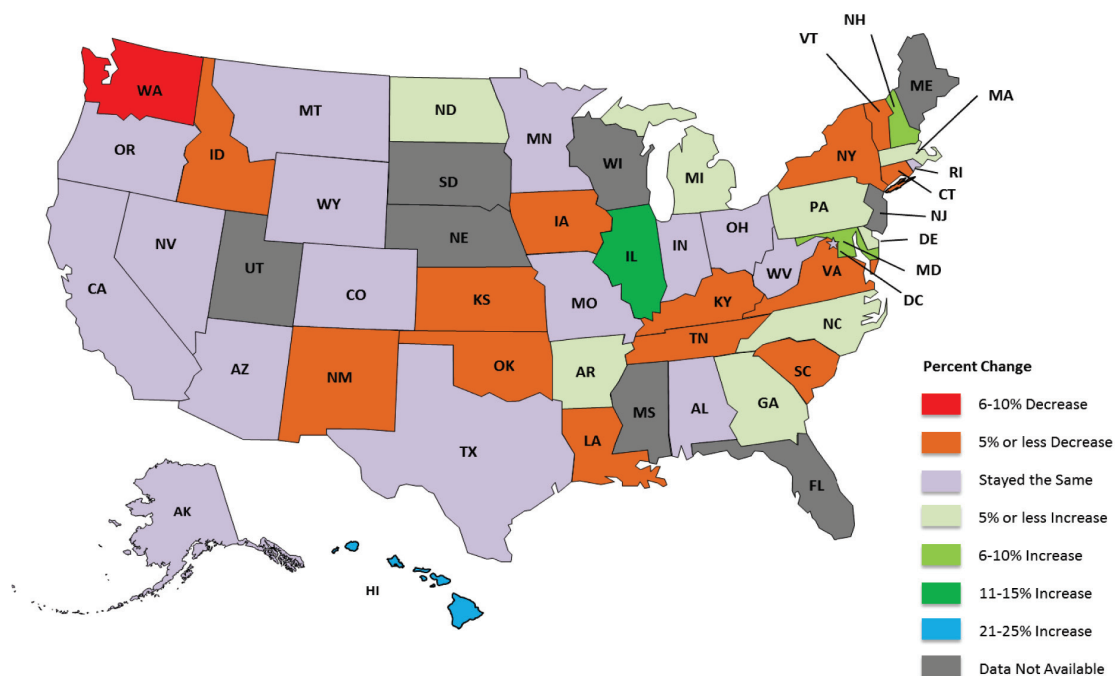 NH
VT
ME
WA
MA
MT
ND
MN
OR
ID
WI
NY
SD
MI
RI
WY
CT
PA
IA
NJ
NE
OH
NV
IL
IN
DE
UT
MD
WV
VA
CA
CO
KS
MO
KY
DC
NC
TN
AZ
NM
OK
AR
SC
Percent Change
MS
AL
GA
6-10% Decrease
LA
5% or less Decrease
TX
Stayed the Same
FL
AK
5% or less Increase
6-10% Increase
HI
11-15% Increase
21-25% Increase
Data Not Available